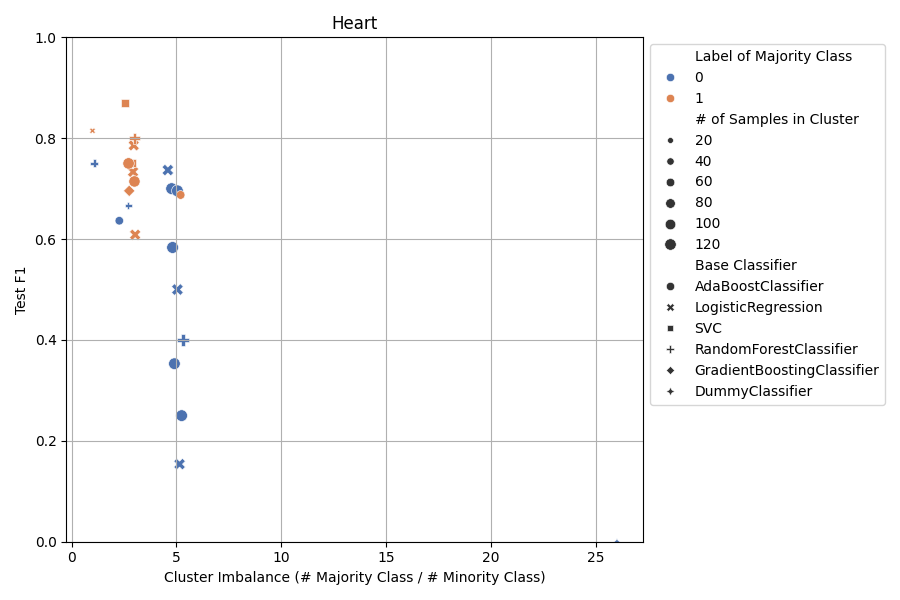 Heart
1.0
0.8
0.6
0.4
0.2
0.0
Test F1
0
5
10
15
20
25
Cluster Imbalance (# Majority Class / # Minority Class)
Label of Majority Class
0
1
# of Samples in Cluster
20
40
60
80
100
120
Base Classifier
AdaBoostClassifier
LogisticRegression
SVC
RandomForestClassifier
GradientBoostingClassifier
DummyClassifier